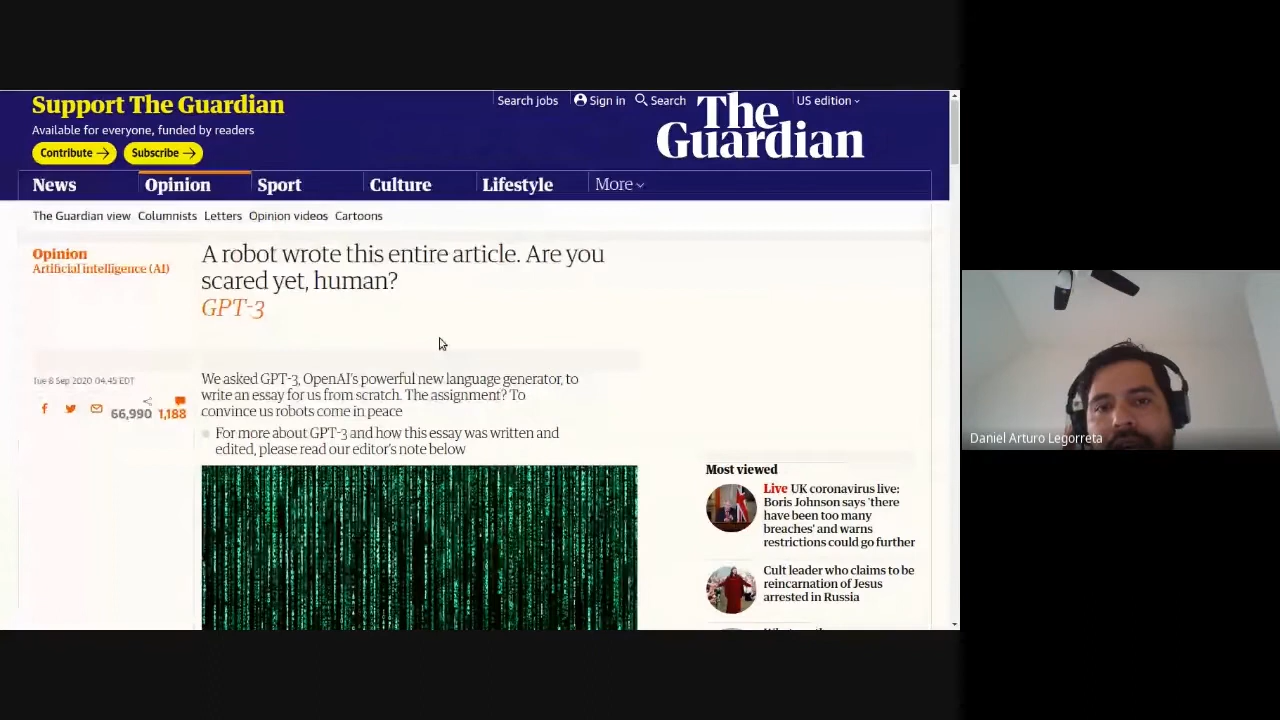 Support The Guardian
Available for everyone, funded by readers
Contribute →
Subscribe →
Search jobs
Sign in
Search
US edition
The
Guardian
News
Opinion
Sport
Culture
Lifestyle
More
The Guardian view
Columnists
Letters
Opinion videos
Cartoons
Opinion
Artificial intelligence (AI)
A robot wrote this entire article. Are you
scared yet, human?
GPT-3
Tue 8 Sep 2020 04.45 EDT
66,990
1,188
We asked GPT-3, OpenAI's powerful new language generator, to
write an essay for us from scratch. The assignment? To
convince us robots come in peace
For more about GPT-3 and how this essay was written and
edited, please read our editor's note below
Most viewed
Live UK coronavirus live:
Boris Johnson says 'there
have been too many
breaches' and warns
restrictions could go further
Cult leader who claims to be
reincarnation of Jesus
arrested in Russia
Daniel Arturo Legorreta